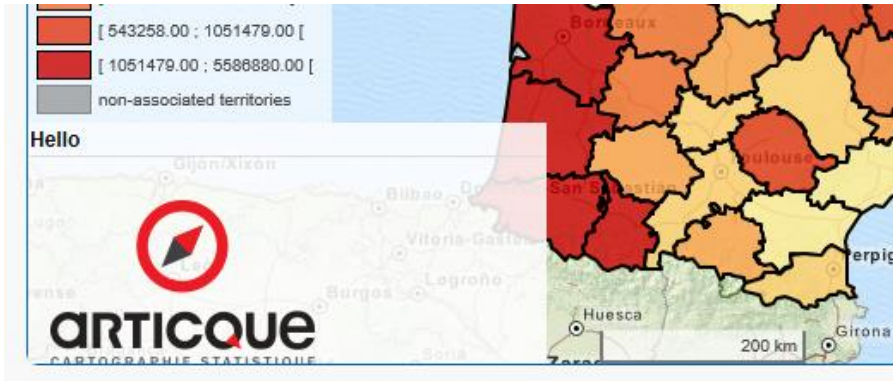 [ 543258.00 ; 1051479.00 [
[ 1051479.00 ; 5586880.00 [
non-associated territories
Hello
Bordeaux
Toulouse
Gijón/Xixón
Bilbao
San Sebastián
Vitoria-Gasteiz
Logroño
Burgos
Huesca
Girona
200 km
Soria
ARTICQUE
CARTOGRAPHIE STATISTIQUE